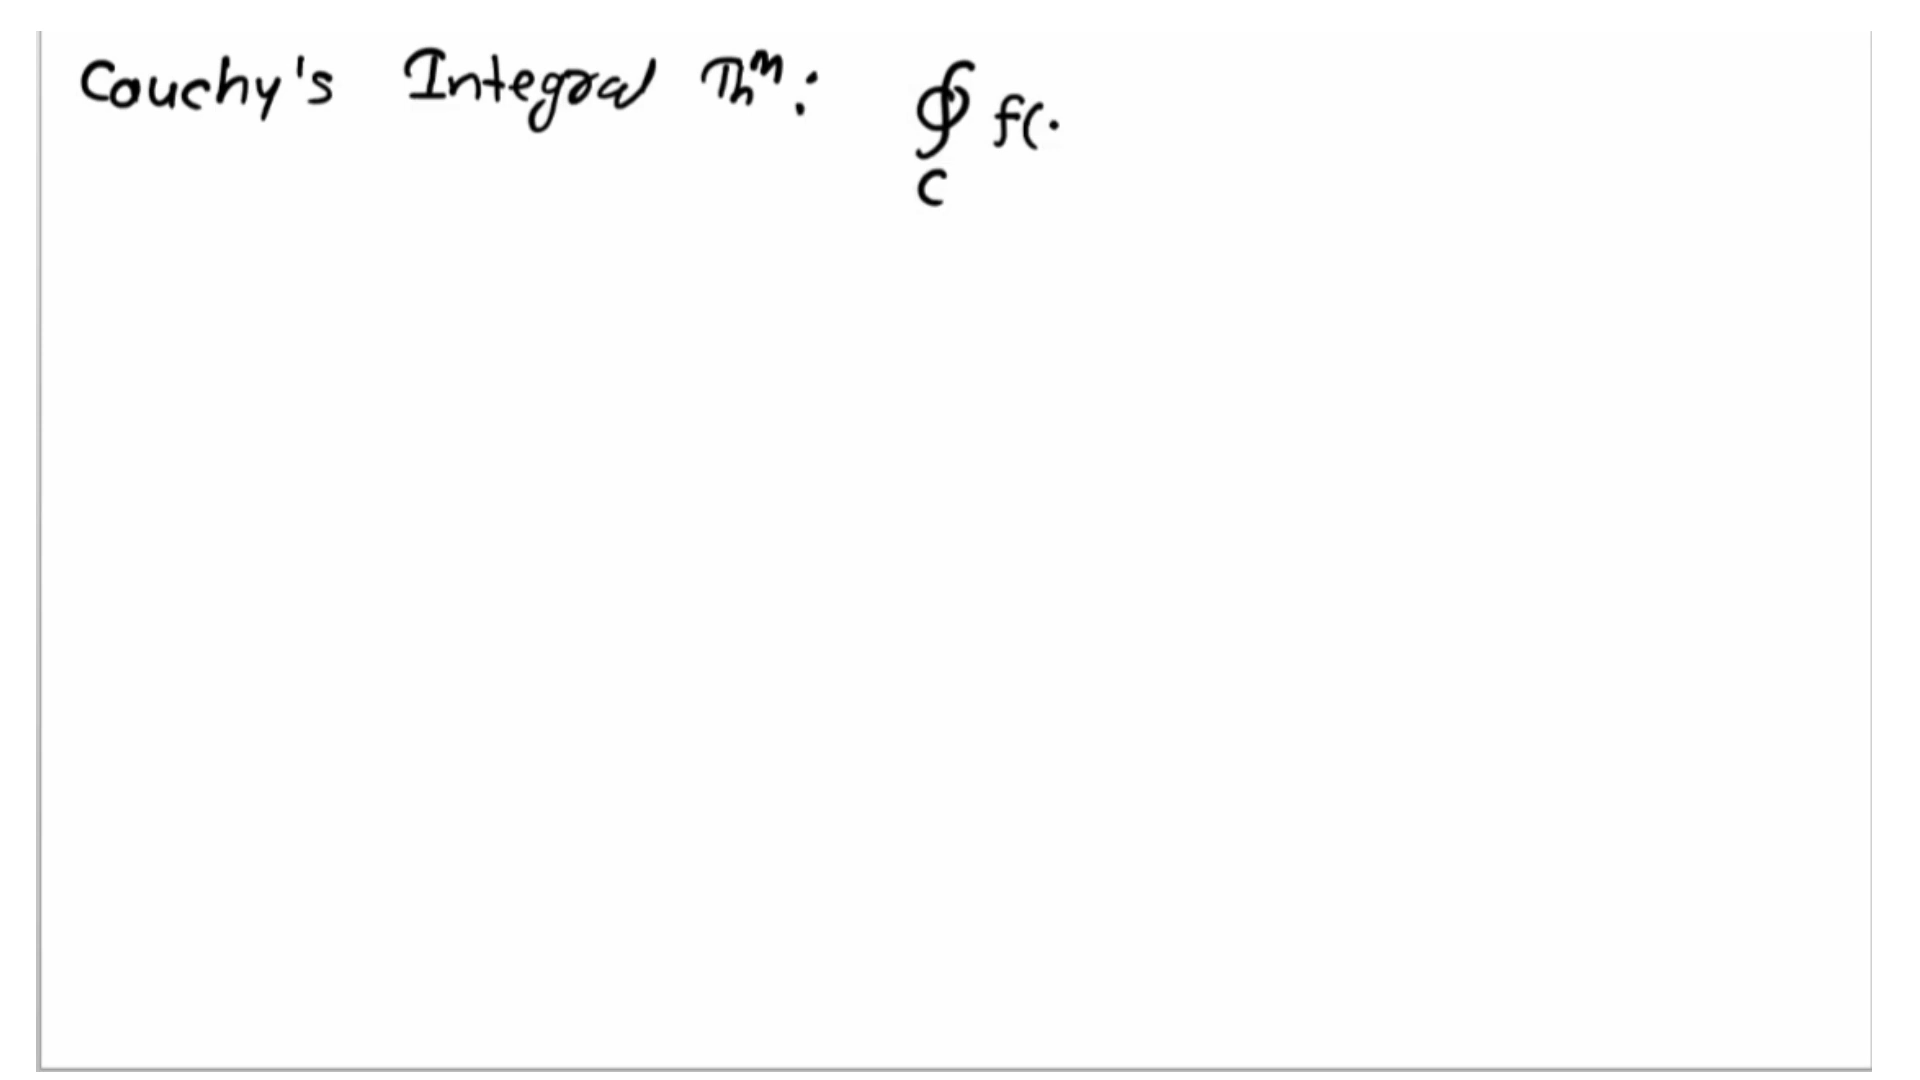 Cauchy's Integral Thᵐ: ∮ f(.
C